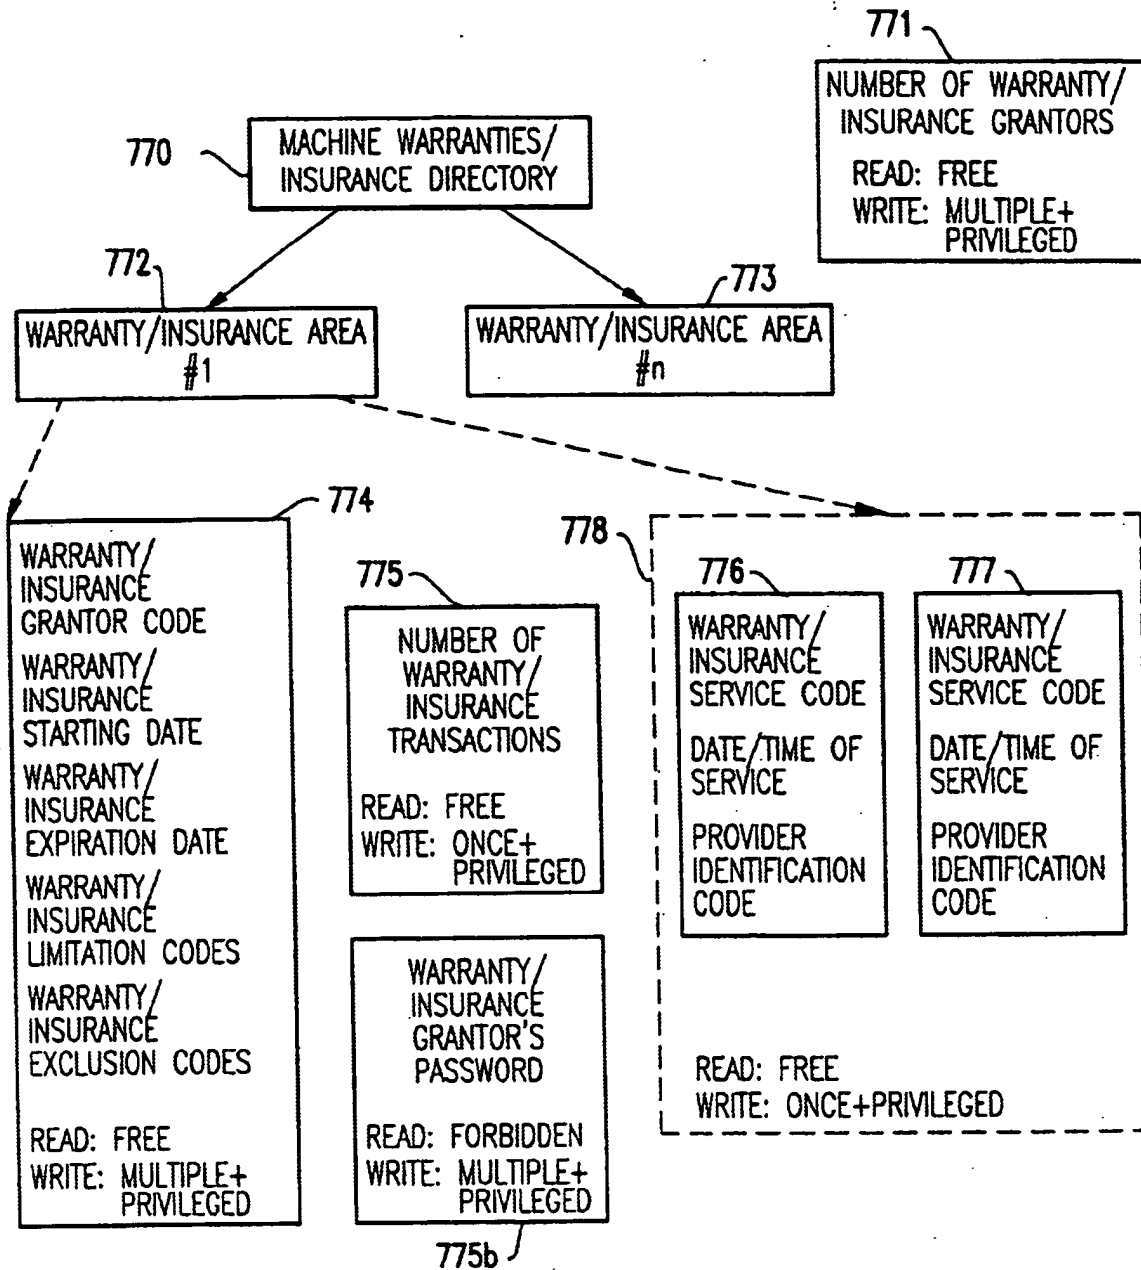 771
NUMBER OF WARRANTY/
INSURANCE GRANTORS
READ: FREE
WRITE: MULTIPLE+
PRIVILEGED
770
MACHINE WARRANTIES/
INSURANCE DIRECTORY
772
WARRANTY/INSURANCE AREA
#1
773
WARRANTY/INSURANCE AREA
#n
774
WARRANTY/
INSURANCE
GRANTOR CODE
WARRANTY/
INSURANCE
STARTING DATE
WARRANTY/
INSURANCE
EXPIRATION DATE
WARRANTY/
INSURANCE
LIMITATION CODES
WARRANTY/
INSURANCE
EXCLUSION CODES
READ: FREE
WRITE: MULTIPLE+
PRIVILEGED
775
NUMBER OF
WARRANTY/
INSURANCE
TRANSACTIONS
READ: FREE
WRITE: ONCE+
PRIVILEGED
WARRANTY/
INSURANCE
GRANTOR'S
PASSWORD
READ: FORBIDDEN
WRITE: MULTIPLE+
PRIVILEGED
775b
778
776
WARRANTY/
INSURANCE
SERVICE CODE
DATE/TIME OF
SERVICE
PROVIDER
IDENTIFICATION
CODE
777
WARRANTY/
INSURANCE
SERVICE CODE
DATE/TIME OF
SERVICE
PROVIDER
IDENTIFICATION
CODE
READ: FREE
WRITE: ONCE+PRIVILEGED